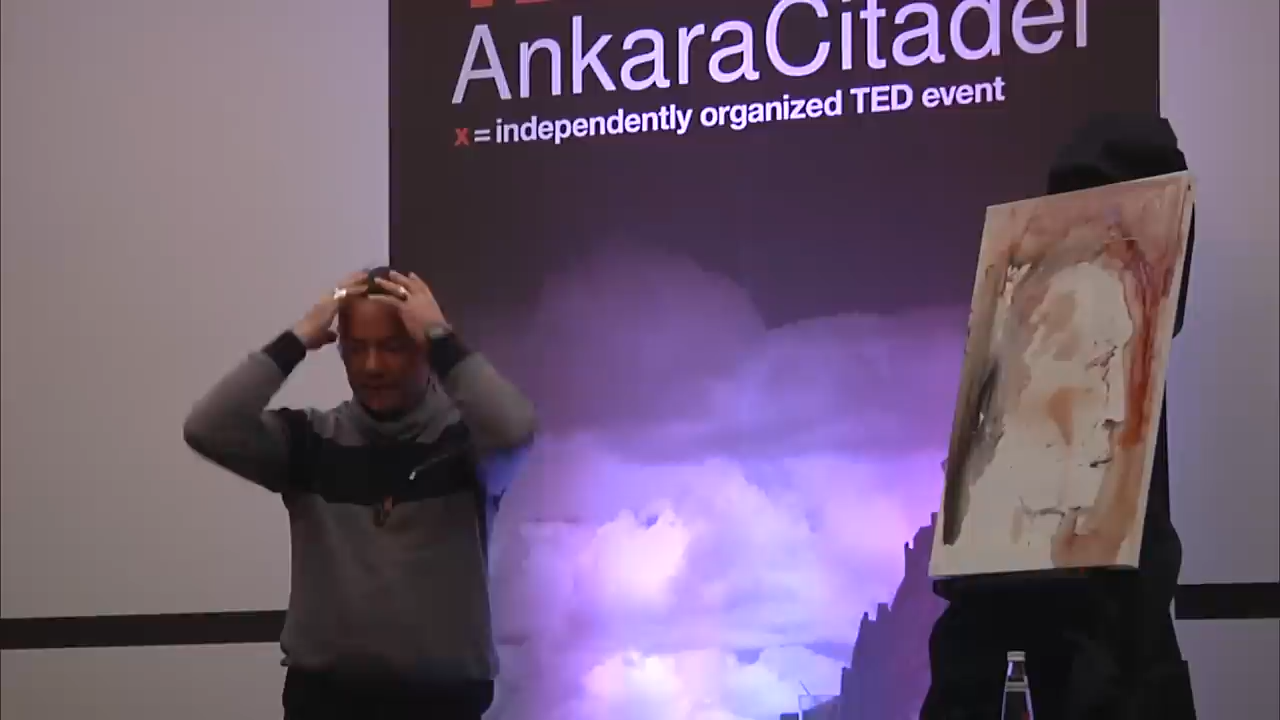 AnkaraCitadel
x = independently organized TED event